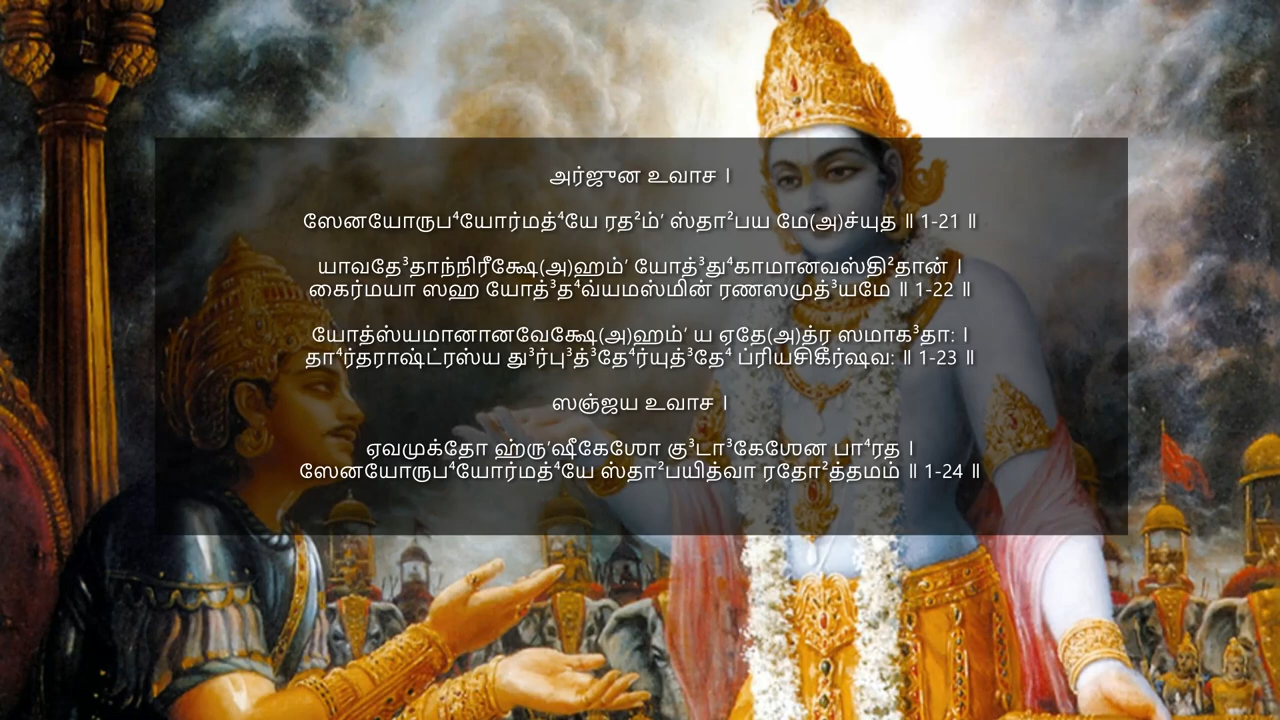 அர்ஜுன உவாச ।
ஸேனயோருப⁴யோர்மத்⁴யே ரத²ம்ʼ ஸ்தா²பய மே(அ)ச்யுத ॥ 1-21 ॥
யாவதே³தாந்நிரீக்ஷே(அ)ஹம்ʼ யோத்³து⁴காமானவஸ்தி²தான் ।
கைர்மயா ஸஹ யோத்³த⁴வ்யமஸ்மின் ரணஸமுத்³யமே ॥ 1-22 ॥
யோத்ஸ்யமானானவேக்ஷே(அ)ஹம்ʼ ய ஏதே(அ)த்ர ஸமாக³தா: ।
தா⁴ர்தராஷ்ட்ரஸ்ய து³ர்பு³த்³தே⁴ர்யுத்³தே⁴ ப்ரியசிகீர்ஷவ: ॥ 1-23 ॥
ஸஞ்ஜய உவாச ।
ஏவமுக்தோ ஹ்ருʼஷீகேஶோ கு³டா³கேஶேன பா⁴ரத ।
ஸேனயோருப⁴யோர்மத்⁴யே ஸ்தா²பயித்வா ரதோ²த்தமம் ॥ 1-24 ॥